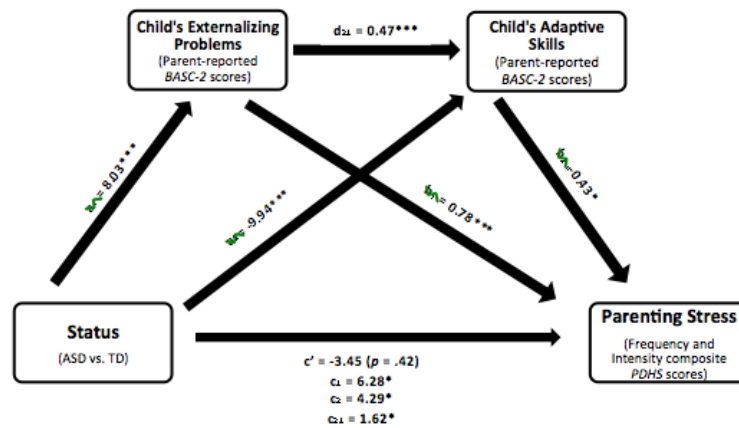 Child's Externalizing
Problems
(Parent-reported
BASC-2 scores)
d₂₁ = 0.47***
Child's Adaptive
Skills
(Parent-reported
BASC-2 scores)
= 8.03***
= -9.94***
= 0.78***
0.43*
Status
(ASD vs. TD)
Parenting Stress
(Frequency and
Intensity composite
PDHS scores)
c' = -3.45 (p = .42)
c₁ = 6.28*
c₂ = 4.29*
c₂₁ = 1.62*